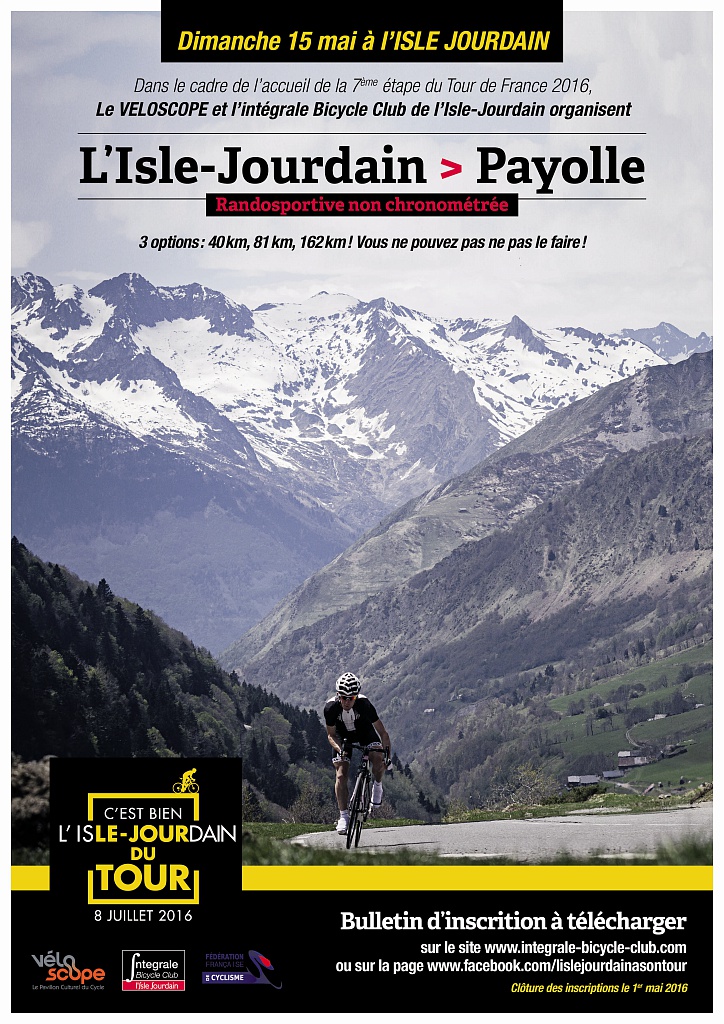 Dimanche 15 mai à l'ISLE JOURDAIN
Dans le cadre de l'accueil de la 7ème étape du Tour de France 2016,
Le VELOSCOPE et l'intégrale Bicycle Club de l'Isle-Jourdain organisent
L'Isle-Jourdain > Payolle
Randosportive non chronométrée
3 options : 40 km, 81 km, 162 km ! Vous ne pouvez pas ne pas le faire !
C'EST BIEN
L'ISLE-JOURDAIN
DU
TOUR
8 JUILLET 2016
Bulletin d'inscrition à télécharger
sur le site www.integrale-bicycle-club.com
ou sur la page www.facebook.com/lislejourdainasontour
Clôture des inscriptions le 1er mai 2016
vélo
scope
Le Pavillon Culturel du Cycle
Integrale
Bicycle Club
l'Isle Jourdain
FÉDÉRATION
FRANÇAISE
DE CYCLISME